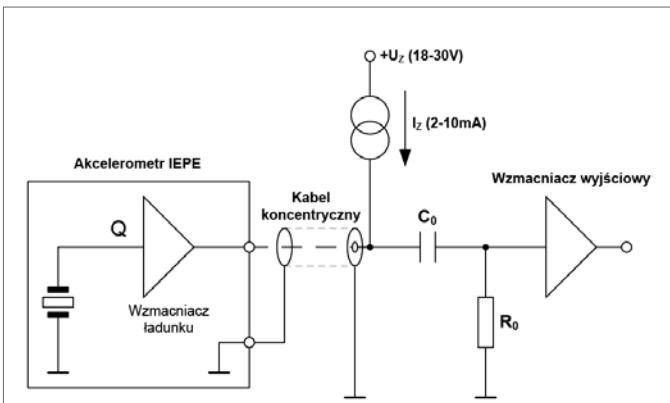 +U_Z (18-30V)
I_Z (2-10mA)
Akcelerometr IEPE
Wzmacniacz wyjściowy
Kabel
koncentryczny
C_0
Q
Wzmacniacz
ładunku
R_0